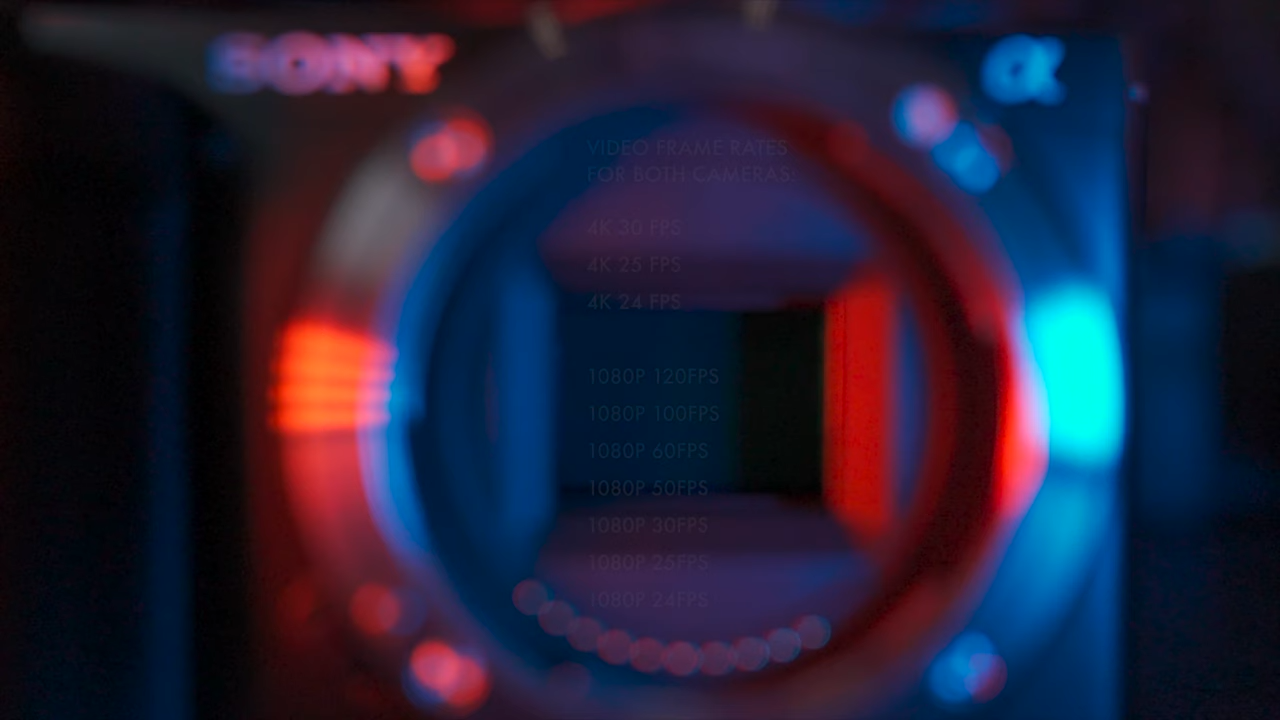 SONY
α
VIDEO FRAME RATES
FOR BOTH CAMERAS:
4K 30 FPS
4K 25 FPS
4K 24 FPS
1080P 120FPS
1080P 100FPS
1080P 60FPS
1080P 50FPS
1080P 30FPS
1080P 25FPS
1080P 24FPS